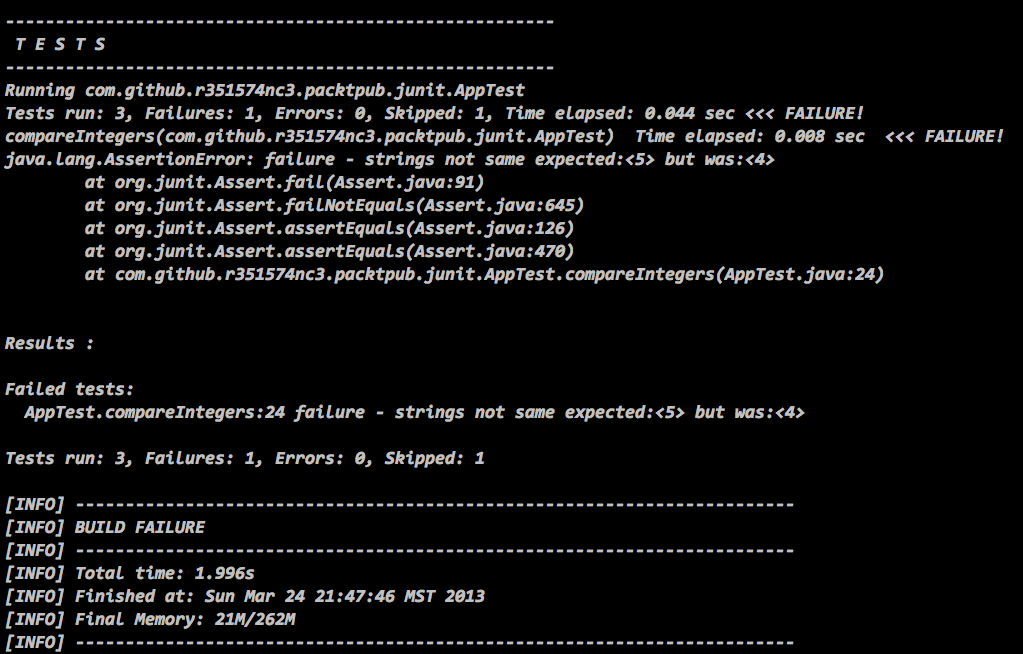 -------------------------------------------------------
 T E S T S
-------------------------------------------------------
Running com.github.r351574nc3.packtpub.junit.AppTest
Tests run: 3, Failures: 1, Errors: 0, Skipped: 1, Time elapsed: 0.044 sec <<< FAILURE!
compareIntegers(com.github.r351574nc3.packtpub.junit.AppTest)  Time elapsed: 0.008 sec  <<< FAILURE!
java.lang.AssertionError: failure - strings not same expected:<5> but was:<4>
        at org.junit.Assert.fail(Assert.java:91)
        at org.junit.Assert.failNotEquals(Assert.java:645)
        at org.junit.Assert.assertEquals(Assert.java:126)
        at org.junit.Assert.assertEquals(Assert.java:470)
        at com.github.r351574nc3.packtpub.junit.AppTest.compareIntegers(AppTest.java:24)
Results :
Failed tests:
  AppTest.compareIntegers:24 failure - strings not same expected:<5> but was:<4>
Tests run: 3, Failures: 1, Errors: 0, Skipped: 1
[INFO] ------------------------------------------------------------------------
[INFO] BUILD FAILURE
[INFO] ------------------------------------------------------------------------
[INFO] Total time: 1.996s
[INFO] Finished at: Sun Mar 24 21:47:46 MST 2013
[INFO] Final Memory: 21M/262M
[INFO] ------------------------------------------------------------------------